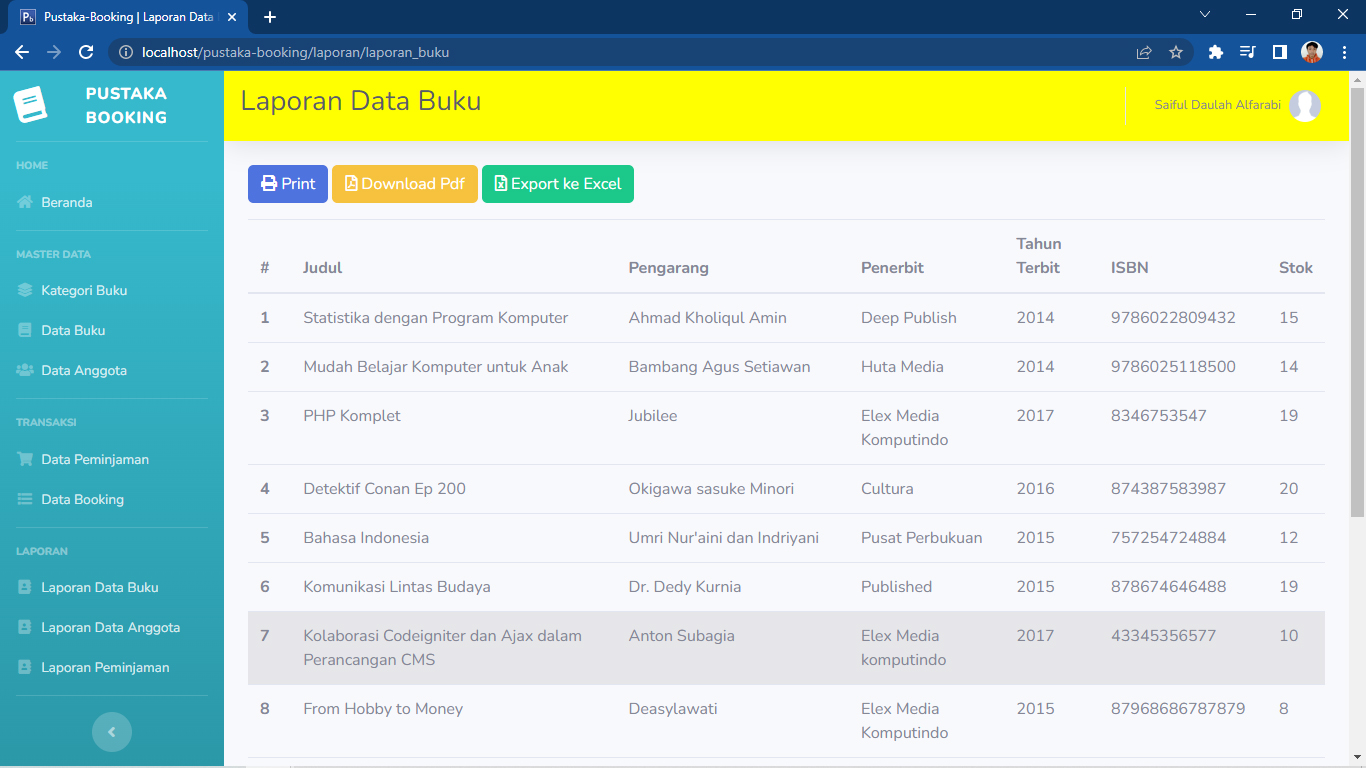 Pustaka-Booking | Laporan Data
localhost/pustaka-booking/laporan/laporan_buku
PUSTAKA
BOOKING
HOME
Beranda
MASTER DATA
Kategori Buku
Data Buku
Data Anggota
TRANSAKSI
Data Peminjaman
Data Booking
LAPORAN
Laporan Data Buku
Laporan Data Anggota
Laporan Peminjaman
Laporan Data Buku
Saiful Daulah Alfarabi
Print Download Pdf Export ke Excel
# Judul Pengarang Penerbit Tahun Terbit ISBN Stok
1 Statistika dengan Program Komputer Ahmad Kholiqul Amin Deep Publish 2014 9786022809432 15
2 Mudah Belajar Komputer untuk Anak Bambang Agus Setiawan Huta Media 2014 9786025118500 14
3 PHP Komplet Jubilee Elex Media Komputindo 2017 8346753547 19
4 Detektif Conan Ep 200 Okigawa sasuke Minori Cultura 2016 874387583987 20
5 Bahasa Indonesia Umri Nur'aini dan Indriyani Pusat Perbukuan 2015 757254724884 12
6 Komunikasi Lintas Budaya Dr. Dedy Kurnia Published 2015 878674646488 19
7 Kolaborasi Codeigniter dan Ajax dalam Perancangan CMS Anton Subagia Elex Media komputindo 2017 43345356577 10
8 From Hobby to Money Deasylawati Elex Media Komputindo 2015 87968686787879 8